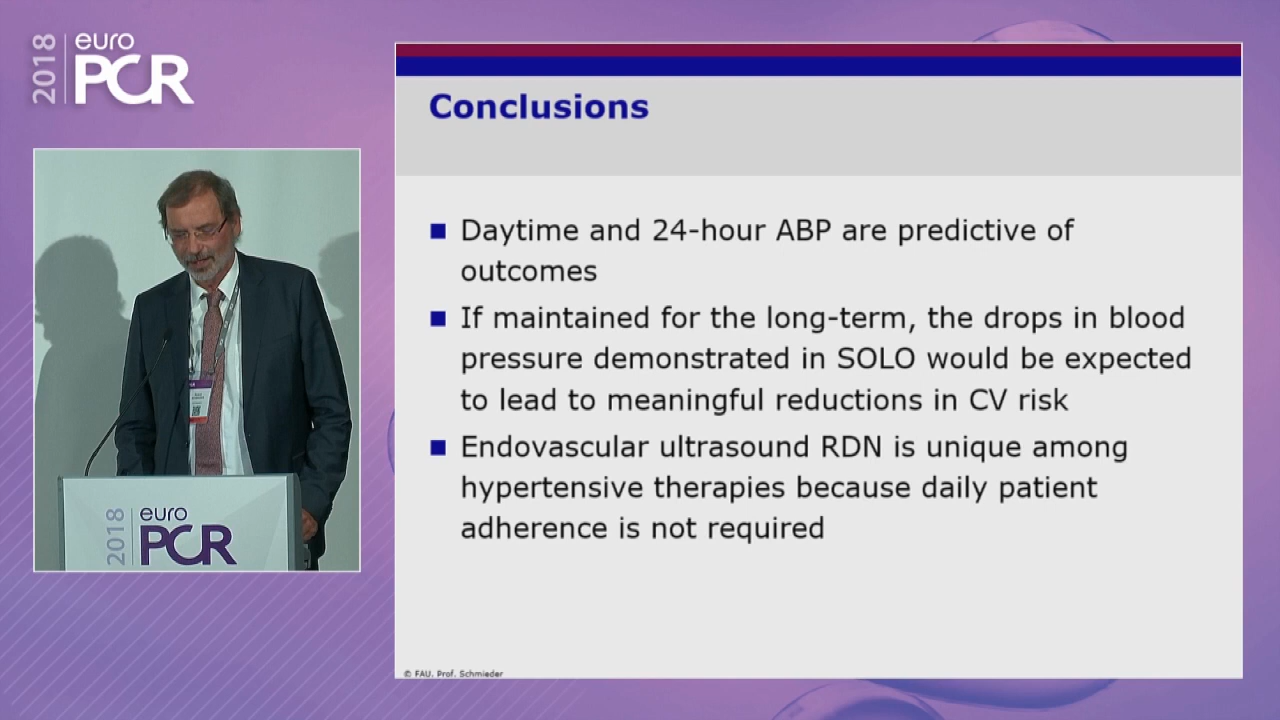 2018
euro
PCR
2018
euro
PCR
Conclusions
Daytime and 24-hour ABP are predictive of
outcomes
If maintained for the long-term, the drops in blood
pressure demonstrated in SOLO would be expected
to lead to meaningful reductions in CV risk
Endovascular ultrasound RDN is unique among
hypertensive therapies because daily patient
adherence is not required
© FAU, Prof. Schmieder